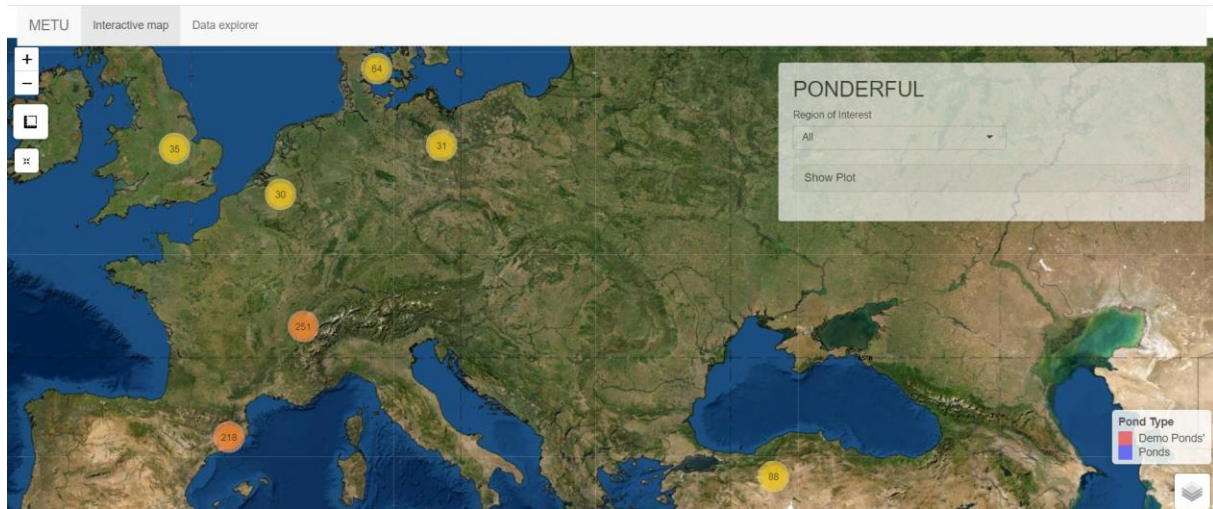 METU Interactive map Data explorer
+
−
64
35
31
30
251
218
88
PONDERFUL
Region of Interest
All
Show Plot
Pond Type
Demo Ponds'
Ponds